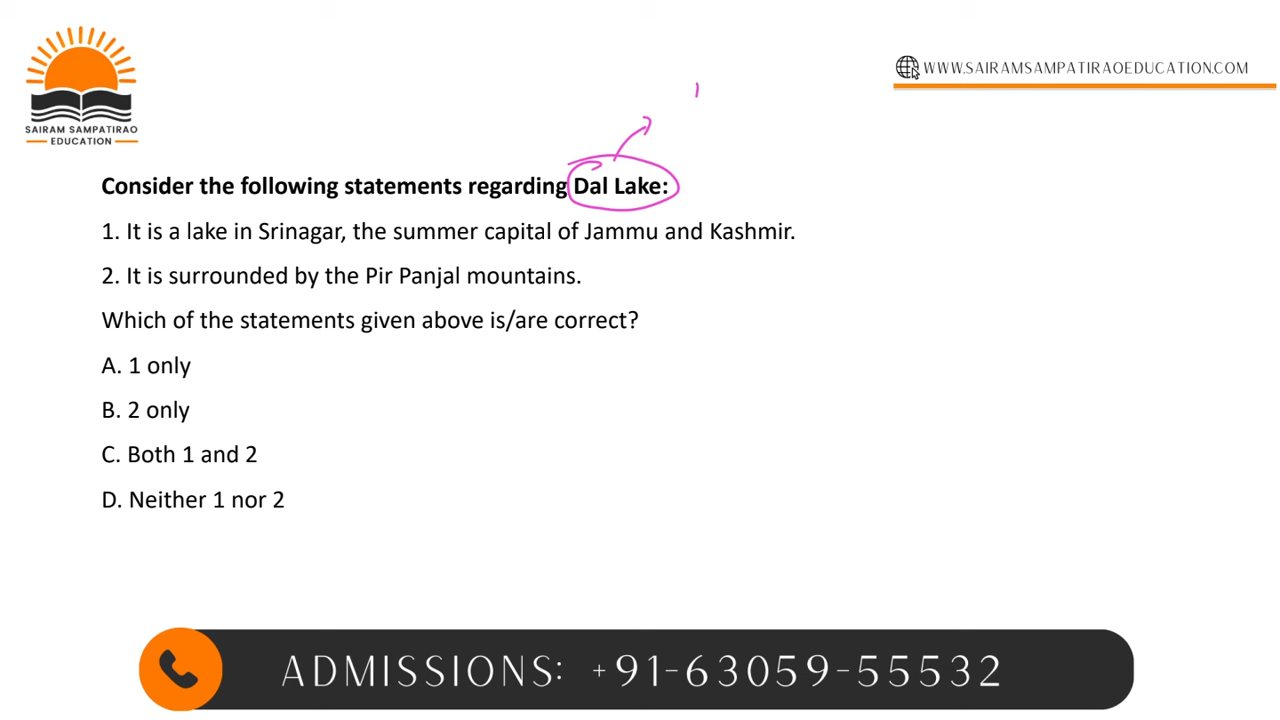 SAIRAM SAMPATIRAO
EDUCATION
WWW.SAIRAMSAMPATIRAOEDUCATION.COM
Consider the following statements regarding Dal Lake:
1. It is a lake in Srinagar, the summer capital of Jammu and Kashmir.
2. It is surrounded by the Pir Panjal mountains.
Which of the statements given above is/are correct?
A. 1 only
B. 2 only
C. Both 1 and 2
D. Neither 1 nor 2
ADMISSIONS: +91-63059-55532